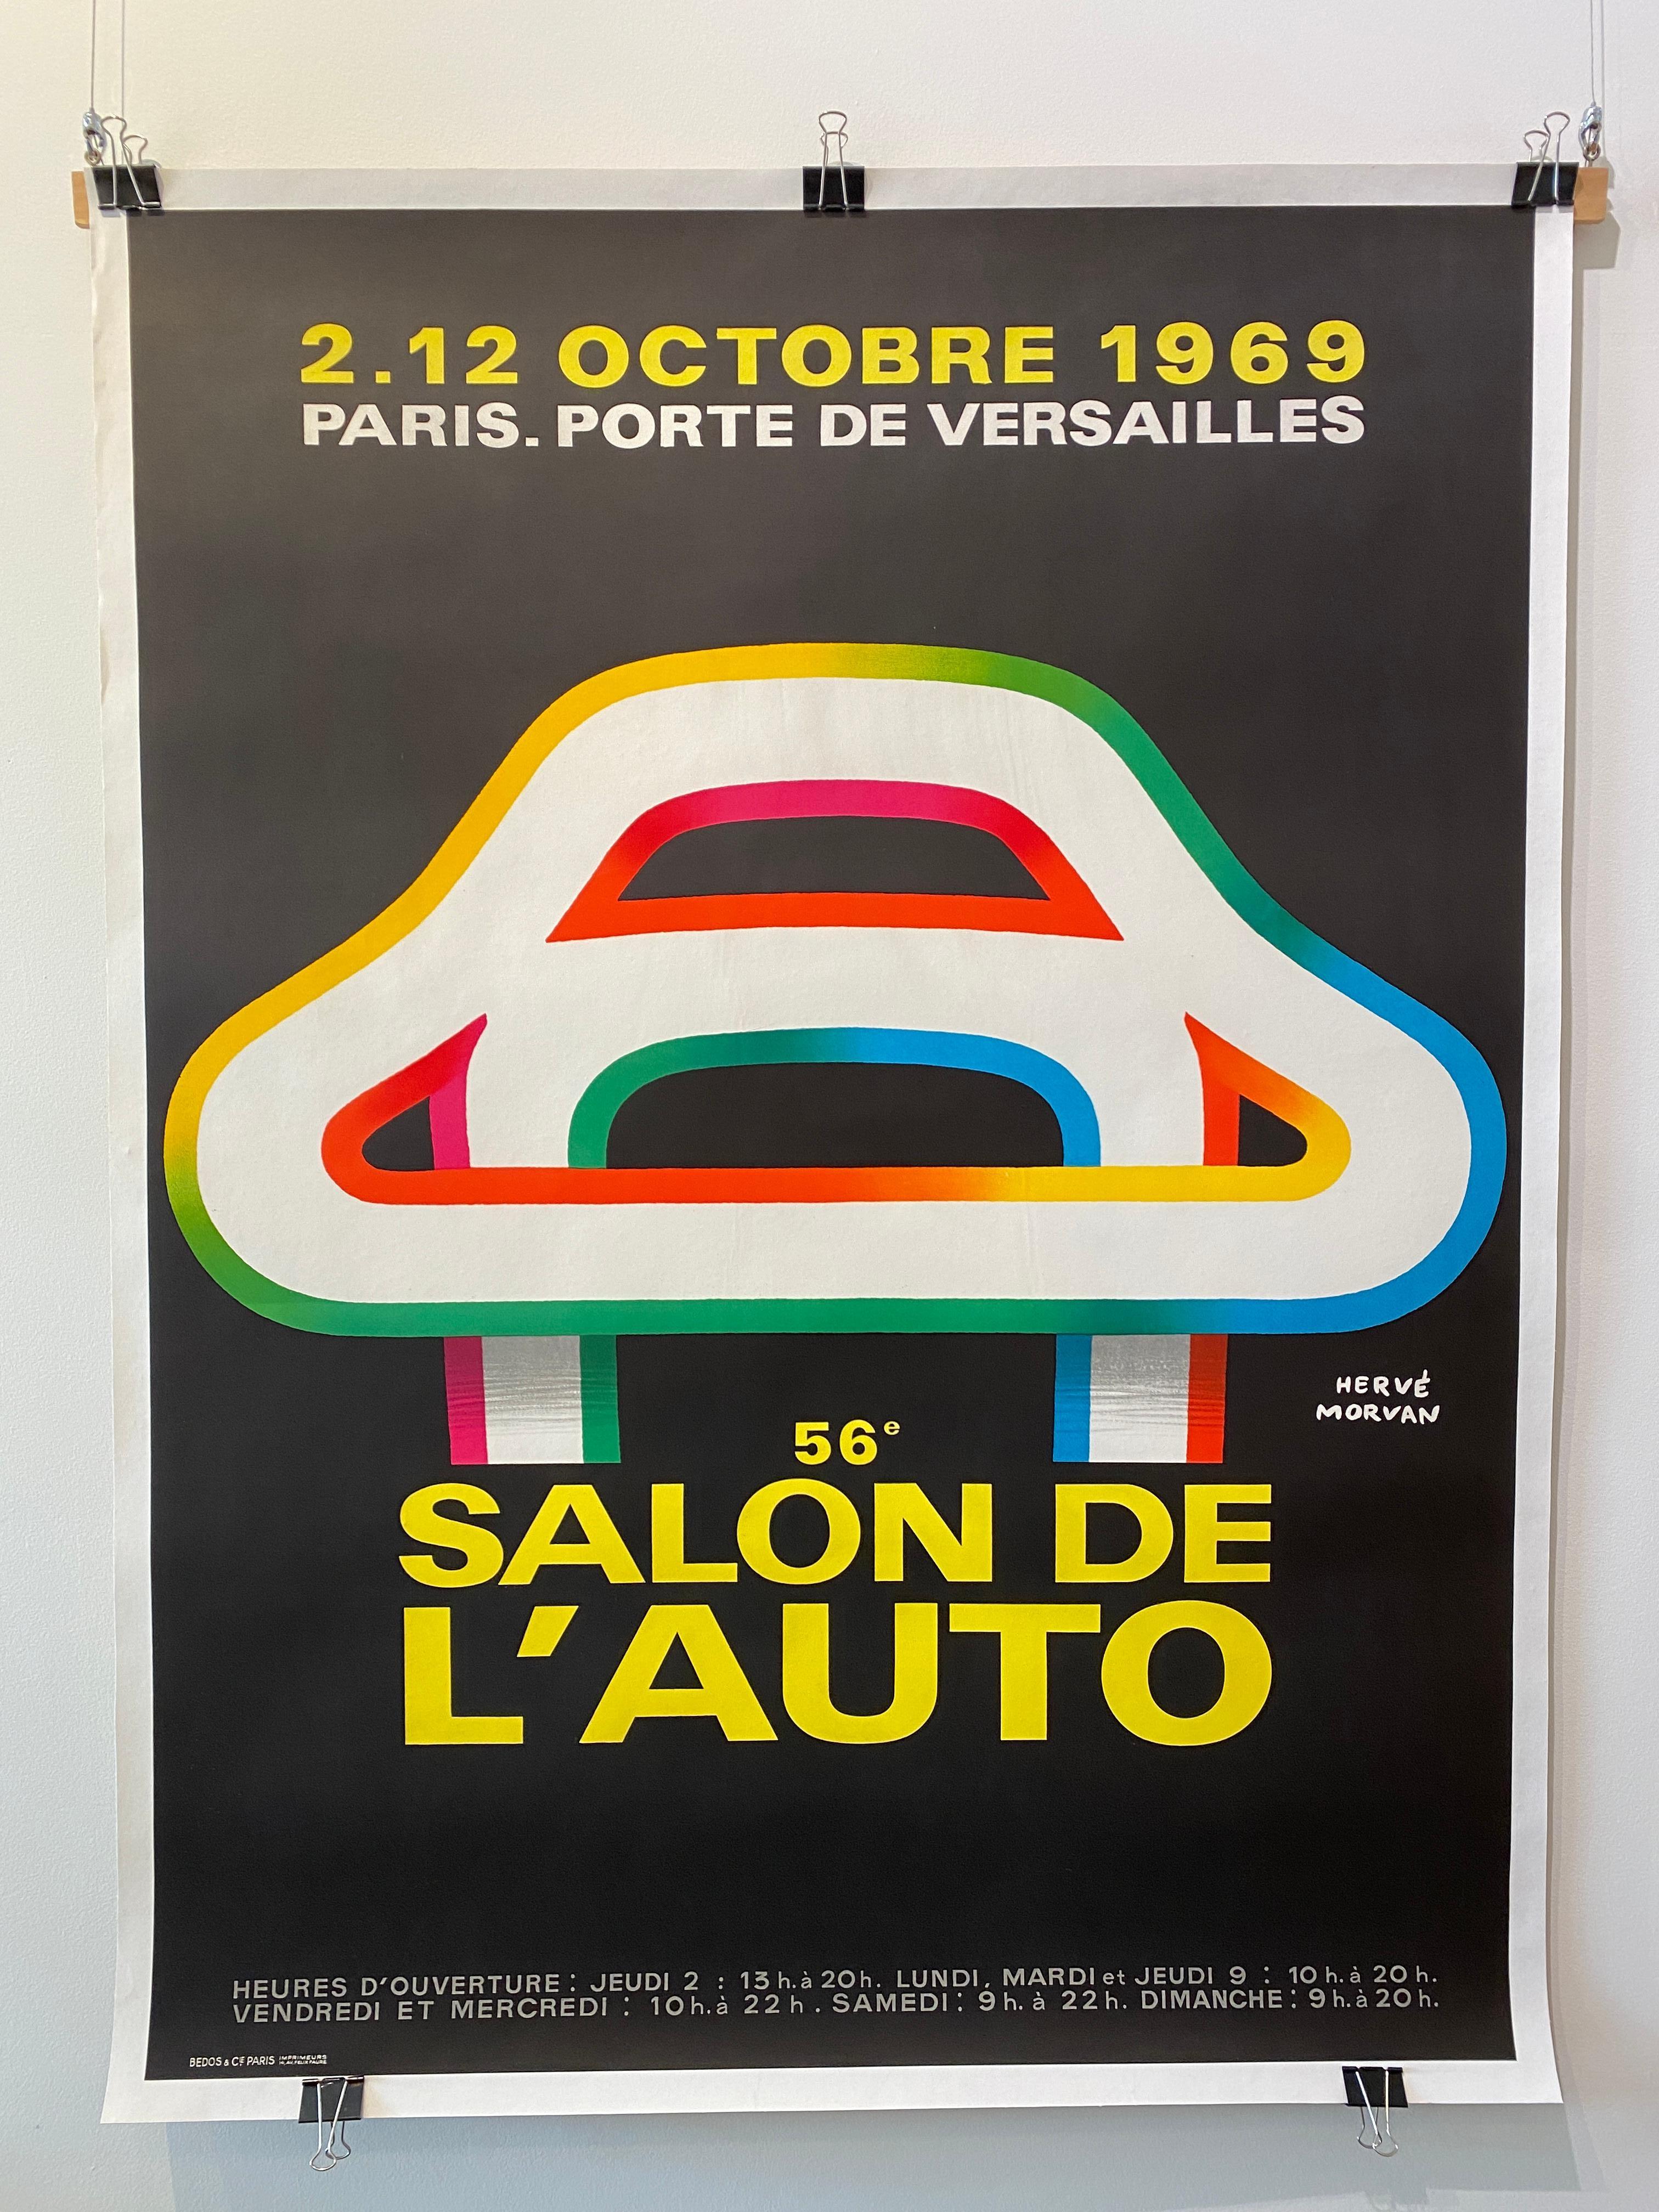 2.12 OCTOBRE 1969
PARIS. PORTE DE VERSAILLES
HERVÉ
MORVAN
56e
SALON DE
L'AUTO
HEURES D'OUVERTURE : JEUDI 2 : 13 h. à 20 h. LUNDI, MARDI et JEUDI 9 : 10 h. à 20 h.
VENDREDI ET MERCREDI : 10 h. à 22 h. SAMEDI : 9 h. à 22 h. DIMANCHE : 9 h. à 20 h.
BEDOS & Cie PARIS IMPRIMEURS
FELIX FAURE